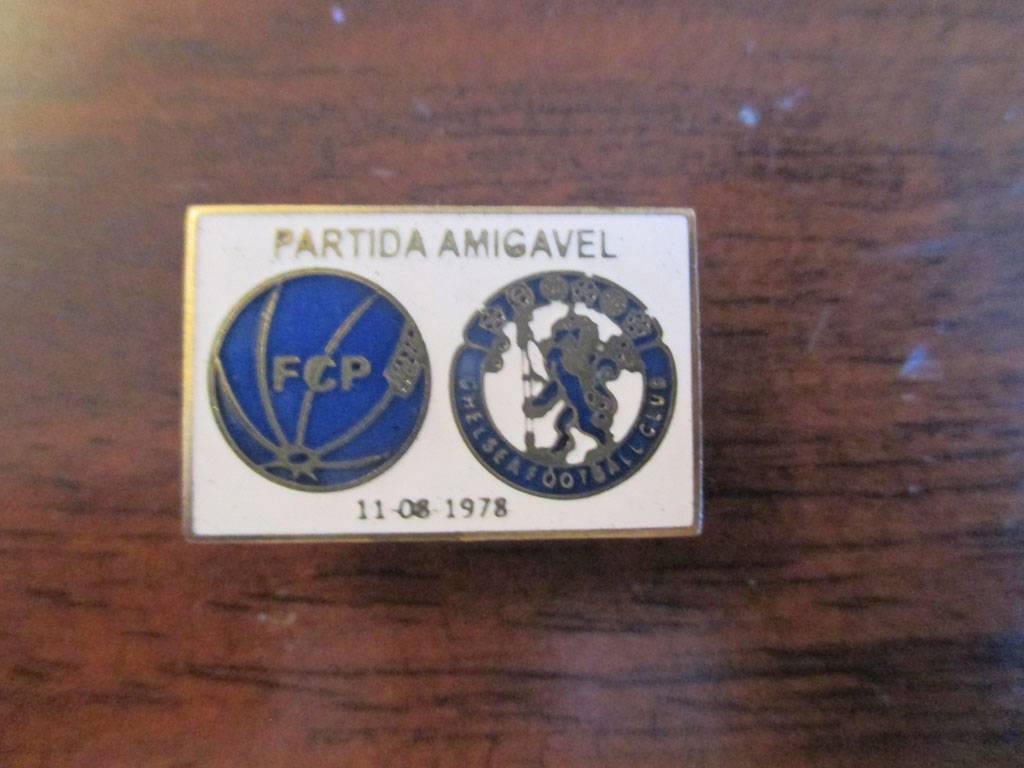 PARTIDA AMIGAVEL
FCP
CHELSEA FOOTBALL CLUB
11-08-1978